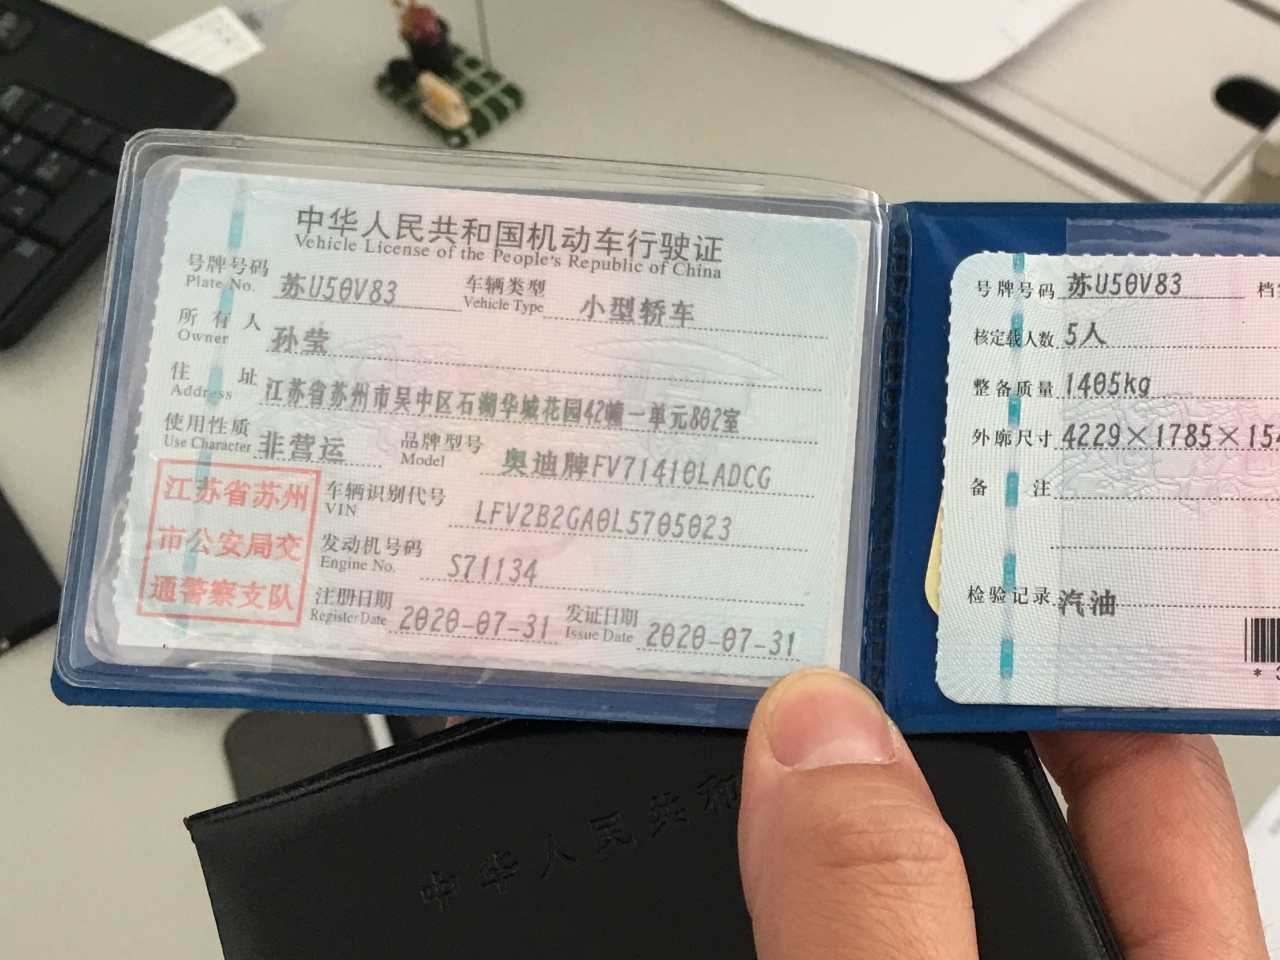 中华人民共和国机动车行驶证
Vehicle License of the People's Republic of China
号牌号码 苏U50V83 车辆类型 小型轿车
Plate No. Vehicle Type
所有人 孙莹
Owner
住址 江苏省苏州市吴中区石湖华城花园42幢一单元802室
Address
使用性质 非营运 品牌型号 奥迪牌FV71410LADCG
Use Character Model
江苏省苏州
市公安局交
通警察支队
车辆识别代号 LFV2B2GA0L5705023
VIN
发动机号码 S71134
Engine No.
注册日期 2020-07-31 发证日期 2020-07-31
Register Date Issue Date
号牌号码 苏U50V83
核定载人数 5人
整备质量 1405kg
外廓尺寸 4229×1785×15
备注
检验记录 汽油
中华人民共和